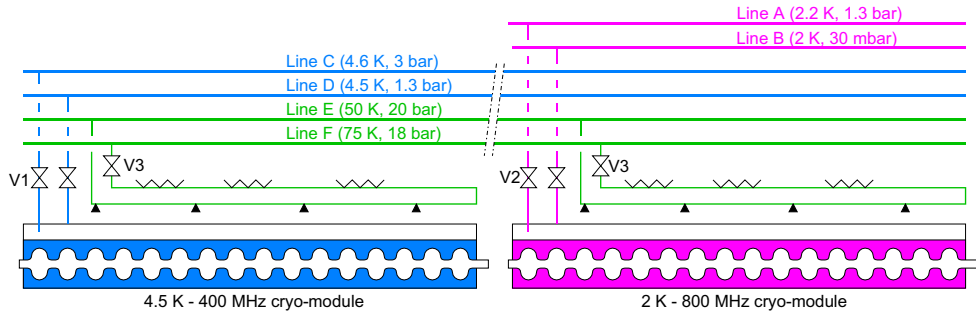 Line A (2.2 K, 1.3 bar)
Line B (2 K, 30 mbar)
Line C (4.6 K, 3 bar)
Line D (4.5 K, 1.3 bar)
Line E (50 K, 20 bar)
Line F (75 K, 18 bar)
V3
V3
V1
V2
4.5 K - 400 MHz cryo-module
2 K - 800 MHz cryo-module